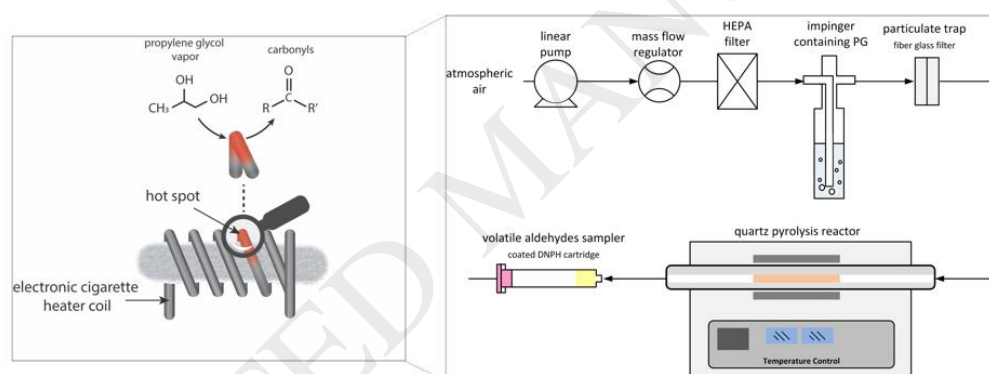 propylene glycol
vapor
carbonyls
OH
OH
CH₃
O
R
R'
hot spot
electronic cigarette
heater coil
atmospheric
air
linear
pump
mass flow
regulator
HEPA
filter
impinger
containing PG
particulate trap
fiber glass filter
volatile aldehydes sampler
coated DNPH cartridge
quartz pyrolysis reactor
Temperature Control
TED MAN